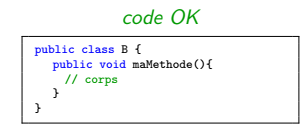 code OK
public class B {
public void maMethode(){
// corps
}
}